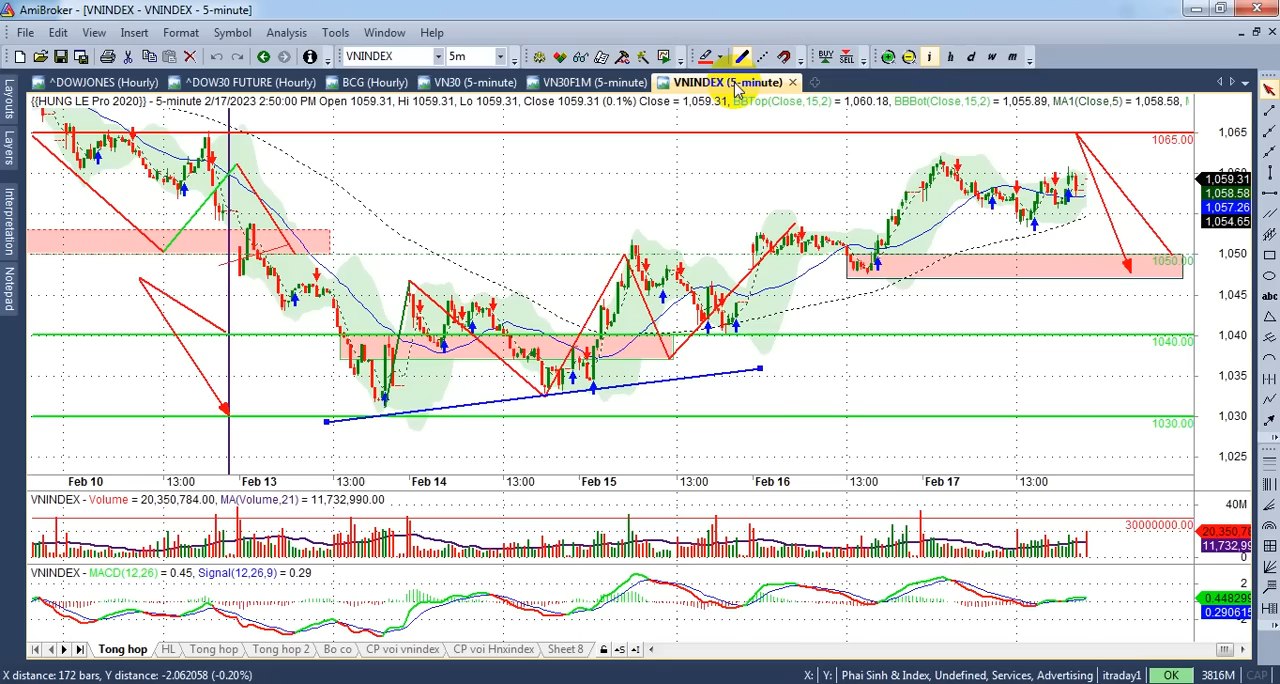 AmiBroker - [VNINDEX - VNINDEX - 5-minute]
File Edit View Insert Format Symbol Analysis Tools Window Help
VNINDEX 5m BUY SELL i h d w m
^DOWJONES (Hourly) ^DOW30 FUTURE (Hourly) BCG (Hourly) VN30 (5-minute) VN30F1M (5-minute) VNINDEX (5-minute)
Layouts
Layers
Interpretation
Notepad
{{HUNG LE Pro 2020}} - 5-minute 2/17/2023 2:50:00 PM Open 1059.31, Hi 1059.31, Lo 1059.31, Close 1059.31 (0.1%) Close = 1,059.31, BBTop(Close,15,2) = 1,060.18, BBBot(Close,15,2) = 1,055.89, MA1(Close,5) = 1,058.58,
1,065
1065.00
1,059.31
1,058.58
1,057.26
1,054.65
1,050
1050.00
1,045
1,040
1040.00
1,035
1,030
1030.00
1,025
Feb 10 13:00 Feb 13 13:00 Feb 14 13:00 Feb 15 13:00 Feb 16 13:00 Feb 17 13:00
VNINDEX - Volume = 20,350,784.00, MA(Volume,21) = 11,732,990.00
40M
30000000.00
20,350,78
11,732,99
0
VNINDEX - MACD(12,26) = 0.45, Signal(12,26,9) = 0.29
2
0.448299
0.290615
Tong hop HL Tong hop Tong hop 2 Bo co CP voi vnindex CP voi Hnxindex Sheet 8
X distance: 172 bars, Y distance: -2.062058 (-0.20%) X: Y: Phai Sinh & Index, Undefined, Services, Advertising itraday1 OK 3816M CAP
abc